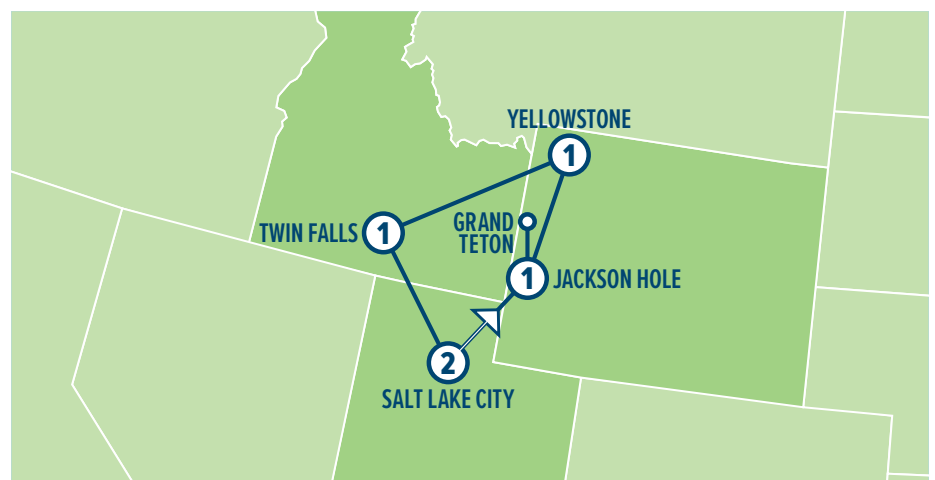 YELLOWSTONE
1
GRAND
TETON
TWIN FALLS
1
1
JACKSON HOLE
2
SALT LAKE CITY